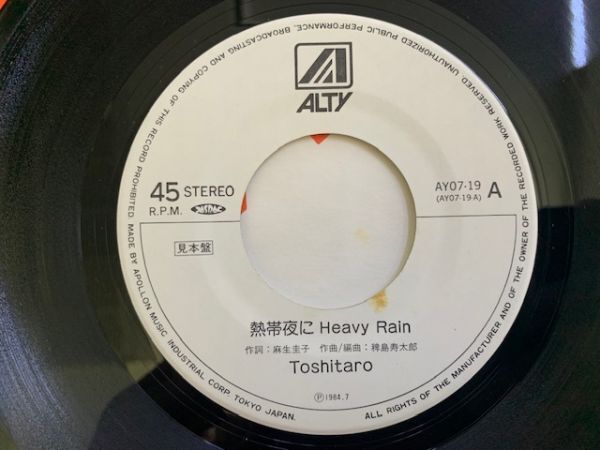 ALTY
45 STEREO
R.P.M.
AY07·19 A
(AY07·19·A)
見本盤
熱帯夜に Heavy Rain
作詞：麻生圭子 作曲/編曲：稗島寿太郎
Toshitaro
Ⓟ1984.7
ALL RIGHTS OF THE MANUFACTURER AND OF THE OWNER OF THE RECORDED WORK RESERVED. UNAUTHORIZED PUBLIC PERFORMANCE, BROADCASTING AND COPYING OF THIS RECORD PROHIBITED. MADE BY APOLLON MUSIC INDUSTRIAL CORP. TOKYO JAPAN.